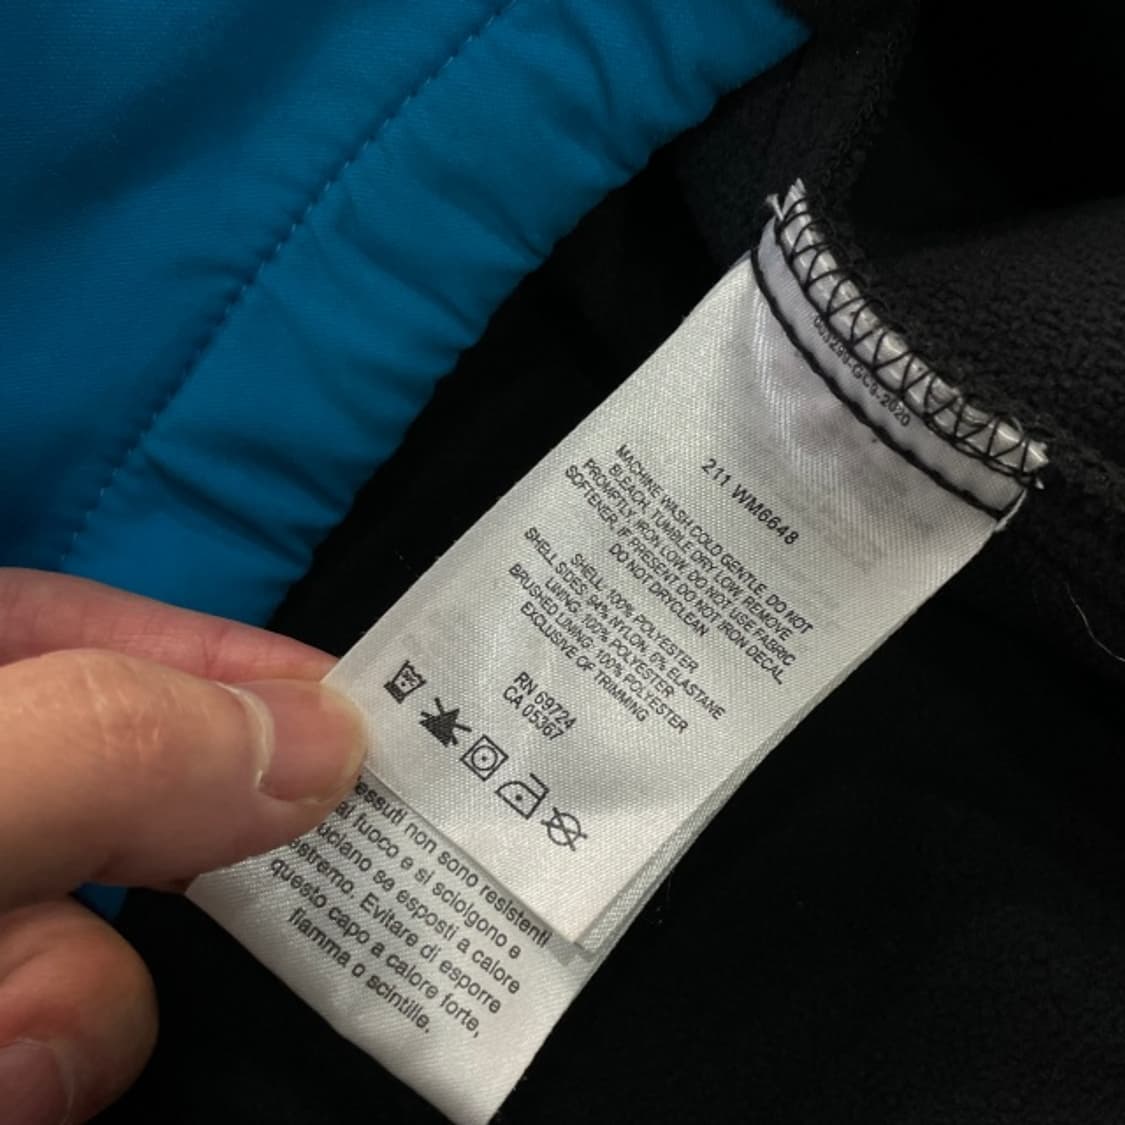 211 WM6648
MACHINE WASH COLD GENTLE. DO NOT
BLEACH. TUMBLE DRY LOW. REMOVE
PROMPTLY. IRON LOW. DO NOT USE FABRIC
SOFTENER. IF PRESENT, DO NOT IRON DECAL.
DO NOT DRYCLEAN
SHELL: 100% POLYESTER
SHELL SIDES: 94% NYLON, 6% ELASTANE
LINING: 100% POLYESTER
BRUSHED LINING: 100% POLYESTER
EXCLUSIVE OF TRIMMING
RN 69724
CA 05367
essuti non sono resistenti
al fuoco e si sciolgono e
uciano se esposti a calore
estremo. Evitare di esporre
questo capo a calore forte,
fiamma o scintille.